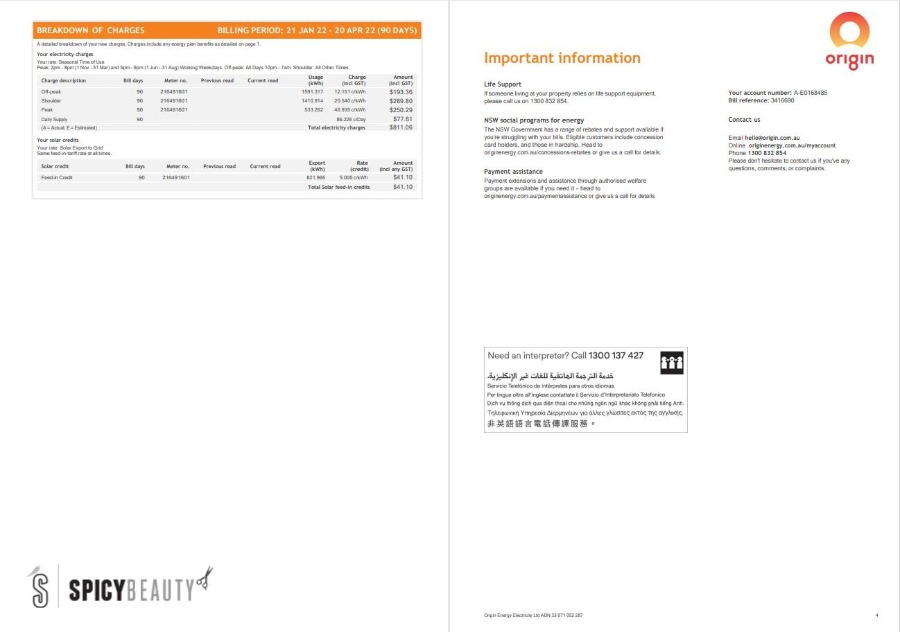 BREAKDOWN OF CHARGES BILLING PERIOD: 21 JAN 22 - 20 APR 22 (90 DAYS)
A detailed breakdown of your new charges. Charges include any energy plan benefits as detailed on page 1.
Your electricity charges
Your rate: Seasonal Time of Use
Peak: 2pm - 8pm (1 Nov - 31 Mar) and 5pm - 9pm (1 Jun - 31 Aug) Working Weekdays. Off-peak: All Days 10pm - 7am. Shoulder: All Other Times.
Charge description Bill days Meter no. Previous read Current read Usage (kWh) Charge (incl GST) Amount (incl GST)
Off-peak 90 216491601 1591.317 12.151 c/kWh $193.36
Shoulder 90 216491601 1410.914 20.540 c/kWh $289.80
Peak 90 216491601 533.262 46.935 c/kWh $250.29
Daily Supply 90 86.228 c/Day $77.61
(A = Actual; E = Estimated) Total electricity charges $811.06
Your solar credits
Your rate: Solar Export to Grid
Same feed-in tariff rate at all times.
Solar credit Bill days Meter no. Previous read Current read Export (kWh) Rate (credit) Amount (incl any GST)
Feed-in Credit 90 216491601 821.966 5.000 c/kWh $41.10
Total Solar feed-in credits $41.10
SPICYBEAUTY
origin
Important information
Life Support
If someone living at your property relies on life support equipment,
please call us on 1300 832 854.
NSW social programs for energy
The NSW Government has a range of rebates and support available if
you're struggling with your bills. Eligible customers include concession
card holders, and those in hardship. Head to
originenergy.com.au/concessions-rebates or give us a call for details.
Payment assistance
Payment extensions and assistance through authorised welfare
groups are available if you need it – head to
originenergy.com.au/paymentassistance or give us a call for details
Your account number: A-E0168485
Bill reference: 3410690
Contact us
Email hello@origin.com.au
Online originenergy.com.au/myaccount
Phone 1300 832 854
Please don't hesitate to contact us if you've any
questions, comments, or complaints.
Need an interpreter? Call 1300 137 427
خدمة الترجمة الهاتفية للغات غير الإنكليزية.
Servicio Telefónico de Intérpretes para otros idiomas.
Per lingue oltre all'inglese contattate il Servizio d'Interpretariato Telefonico
Dịch vụ thông dịch qua điện thoại cho những ngôn ngữ khác không phải tiếng Anh.
Τηλεφωνική Υπηρεσία Διερμηνέων για άλλες γλώσσες εκτός της αγγλικής.
非英語語言電話傳譯服務。
Origin Energy Electricity Ltd ABN 33 071 052 287 4